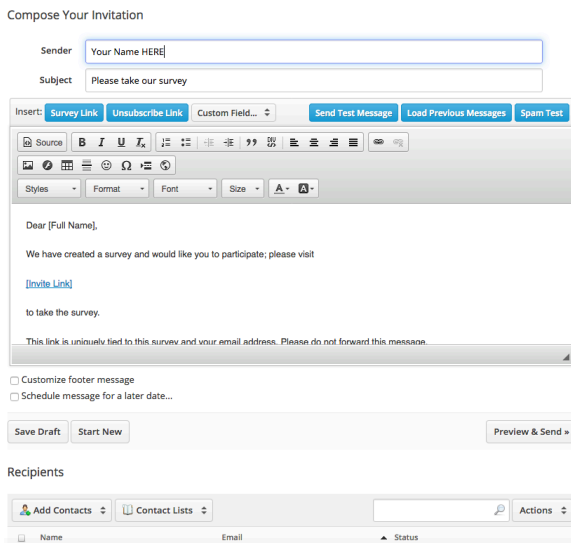 Compose Your Invitation
Sender Your Name HERE
Subject Please take our survey
Insert: Survey Link Unsubscribe Link Custom Field... Send Test Message Load Previous Messages Spam Test
Source B I U Ix
Styles Format Font Size A A
Dear [Full Name],
We have created a survey and would like you to participate; please visit
[Invite Link]
to take the survey.
This link is uniquely tied to this survey and your email address. Please do not forward this message.
Customize footer message
Schedule message for a later date...
Save Draft Start New Preview & Send »
Recipients
Add Contacts Contact Lists Actions
Name Email Status